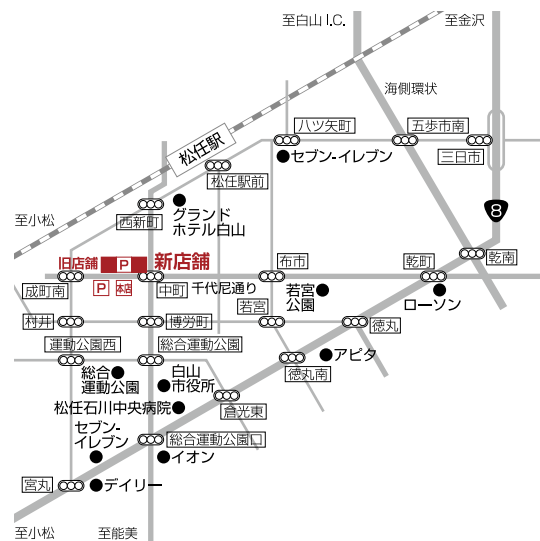 至白山 I.C.
至金沢
海側環状
八ツ矢町
五歩市南
セブン-イレブン
三日市
松任駅
松任駅前
グランド
ホテル白山
西新町
至小松
8
旧店舗
P
新店舗
乾町
乾南
成町南
P
本店
中町
千代尼通り
布市
若宮
公園
ローソン
村井
博労町
若宮
徳丸
運動公園西
総合運動公園
アピタ
徳丸南
総合
運動公園
白山
市役所
松任石川中央病院
倉光東
セブン-
イレブン
総合運動公園口
イオン
宮丸
デイリー
至小松
至能美